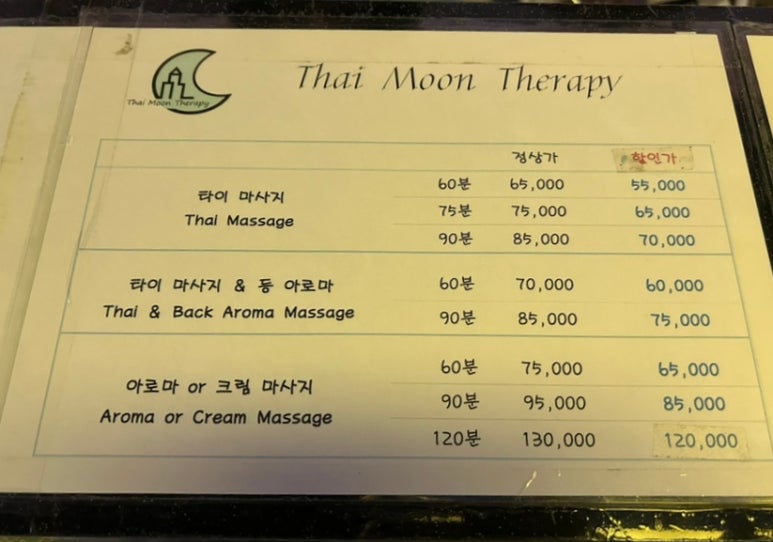 Thai Moon Therapy
Thai Moon Therapy
정상가 할인가
타이 마사지
Thai Massage
60분 65,000 55,000
75분 75,000 65,000
90분 85,000 70,000
타이 마사지 & 등 아로마
Thai & Back Aroma Massage
60분 70,000 60,000
90분 85,000 75,000
아로마 or 크림 마사지
Aroma or Cream Massage
60분 75,000 65,000
90분 95,000 85,000
120분 130,000 120,000